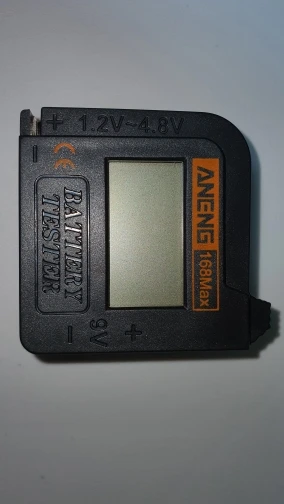 + 1.2V~4.8V
−
CE
ANENG
168Max
BATTERY
TESTER
− 9V +